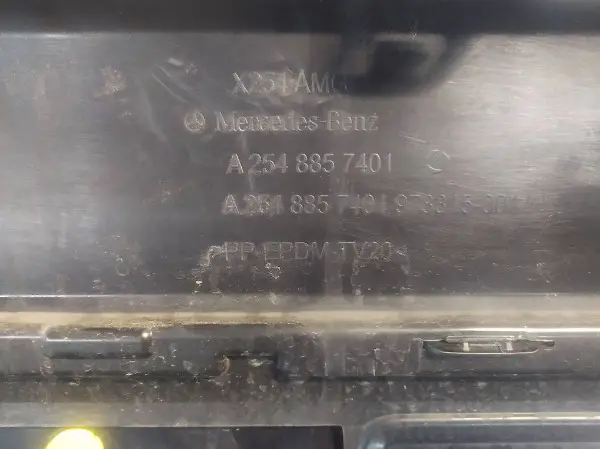 X254 AMG
Mercedes-Benz
A 254 885 7401
A 254 885 7401
>PP-EPDM-TV20<